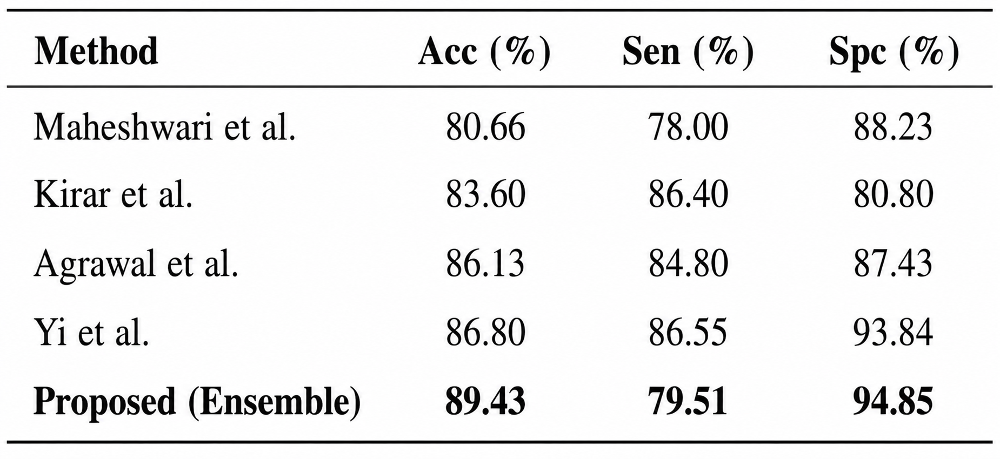 Method Acc (%) Sen (%) Spc (%)
Maheshwari et al. 80.66 78.00 88.23
Kirar et al. 83.60 86.40 80.80
Agrawal et al. 86.13 84.80 87.43
Yi et al. 86.80 86.55 93.84
Proposed (Ensemble) 89.43 79.51 94.85